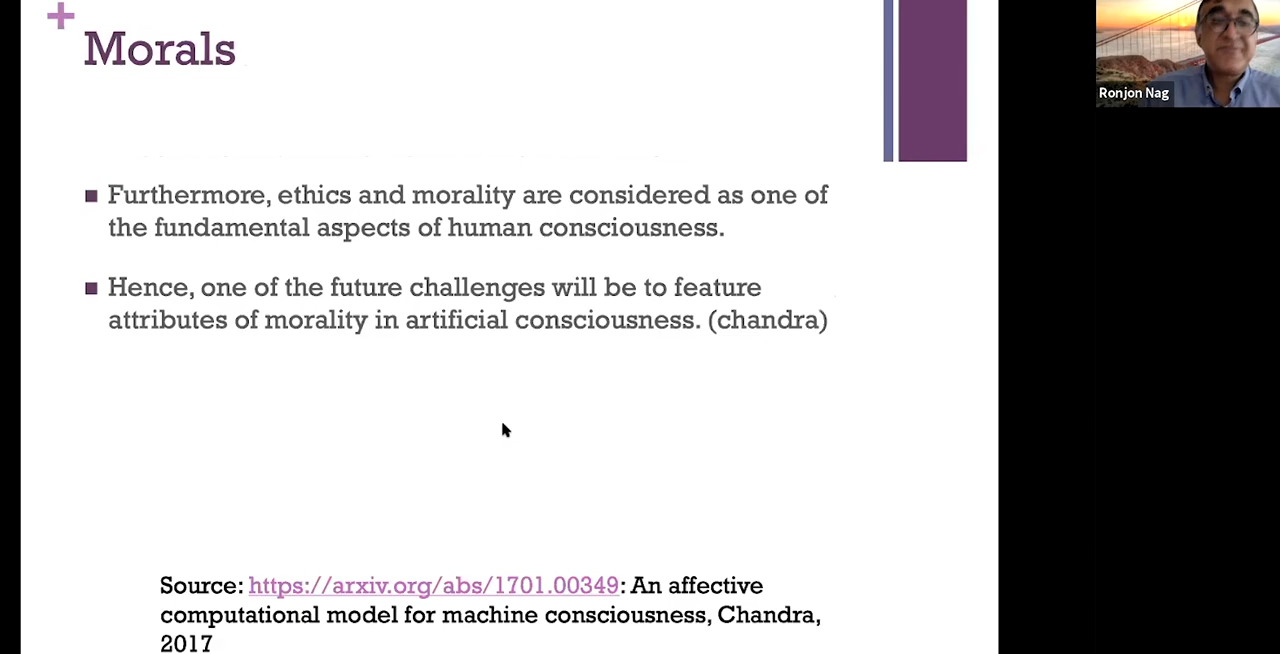 +
Morals
Furthermore, ethics and morality are considered as one of
the fundamental aspects of human consciousness.
Hence, one of the future challenges will be to feature
attributes of morality in artificial consciousness. (chandra)
Source: https://arxiv.org/abs/1701.00349: An affective
computational model for machine consciousness, Chandra,
2017
Ronjon Nag